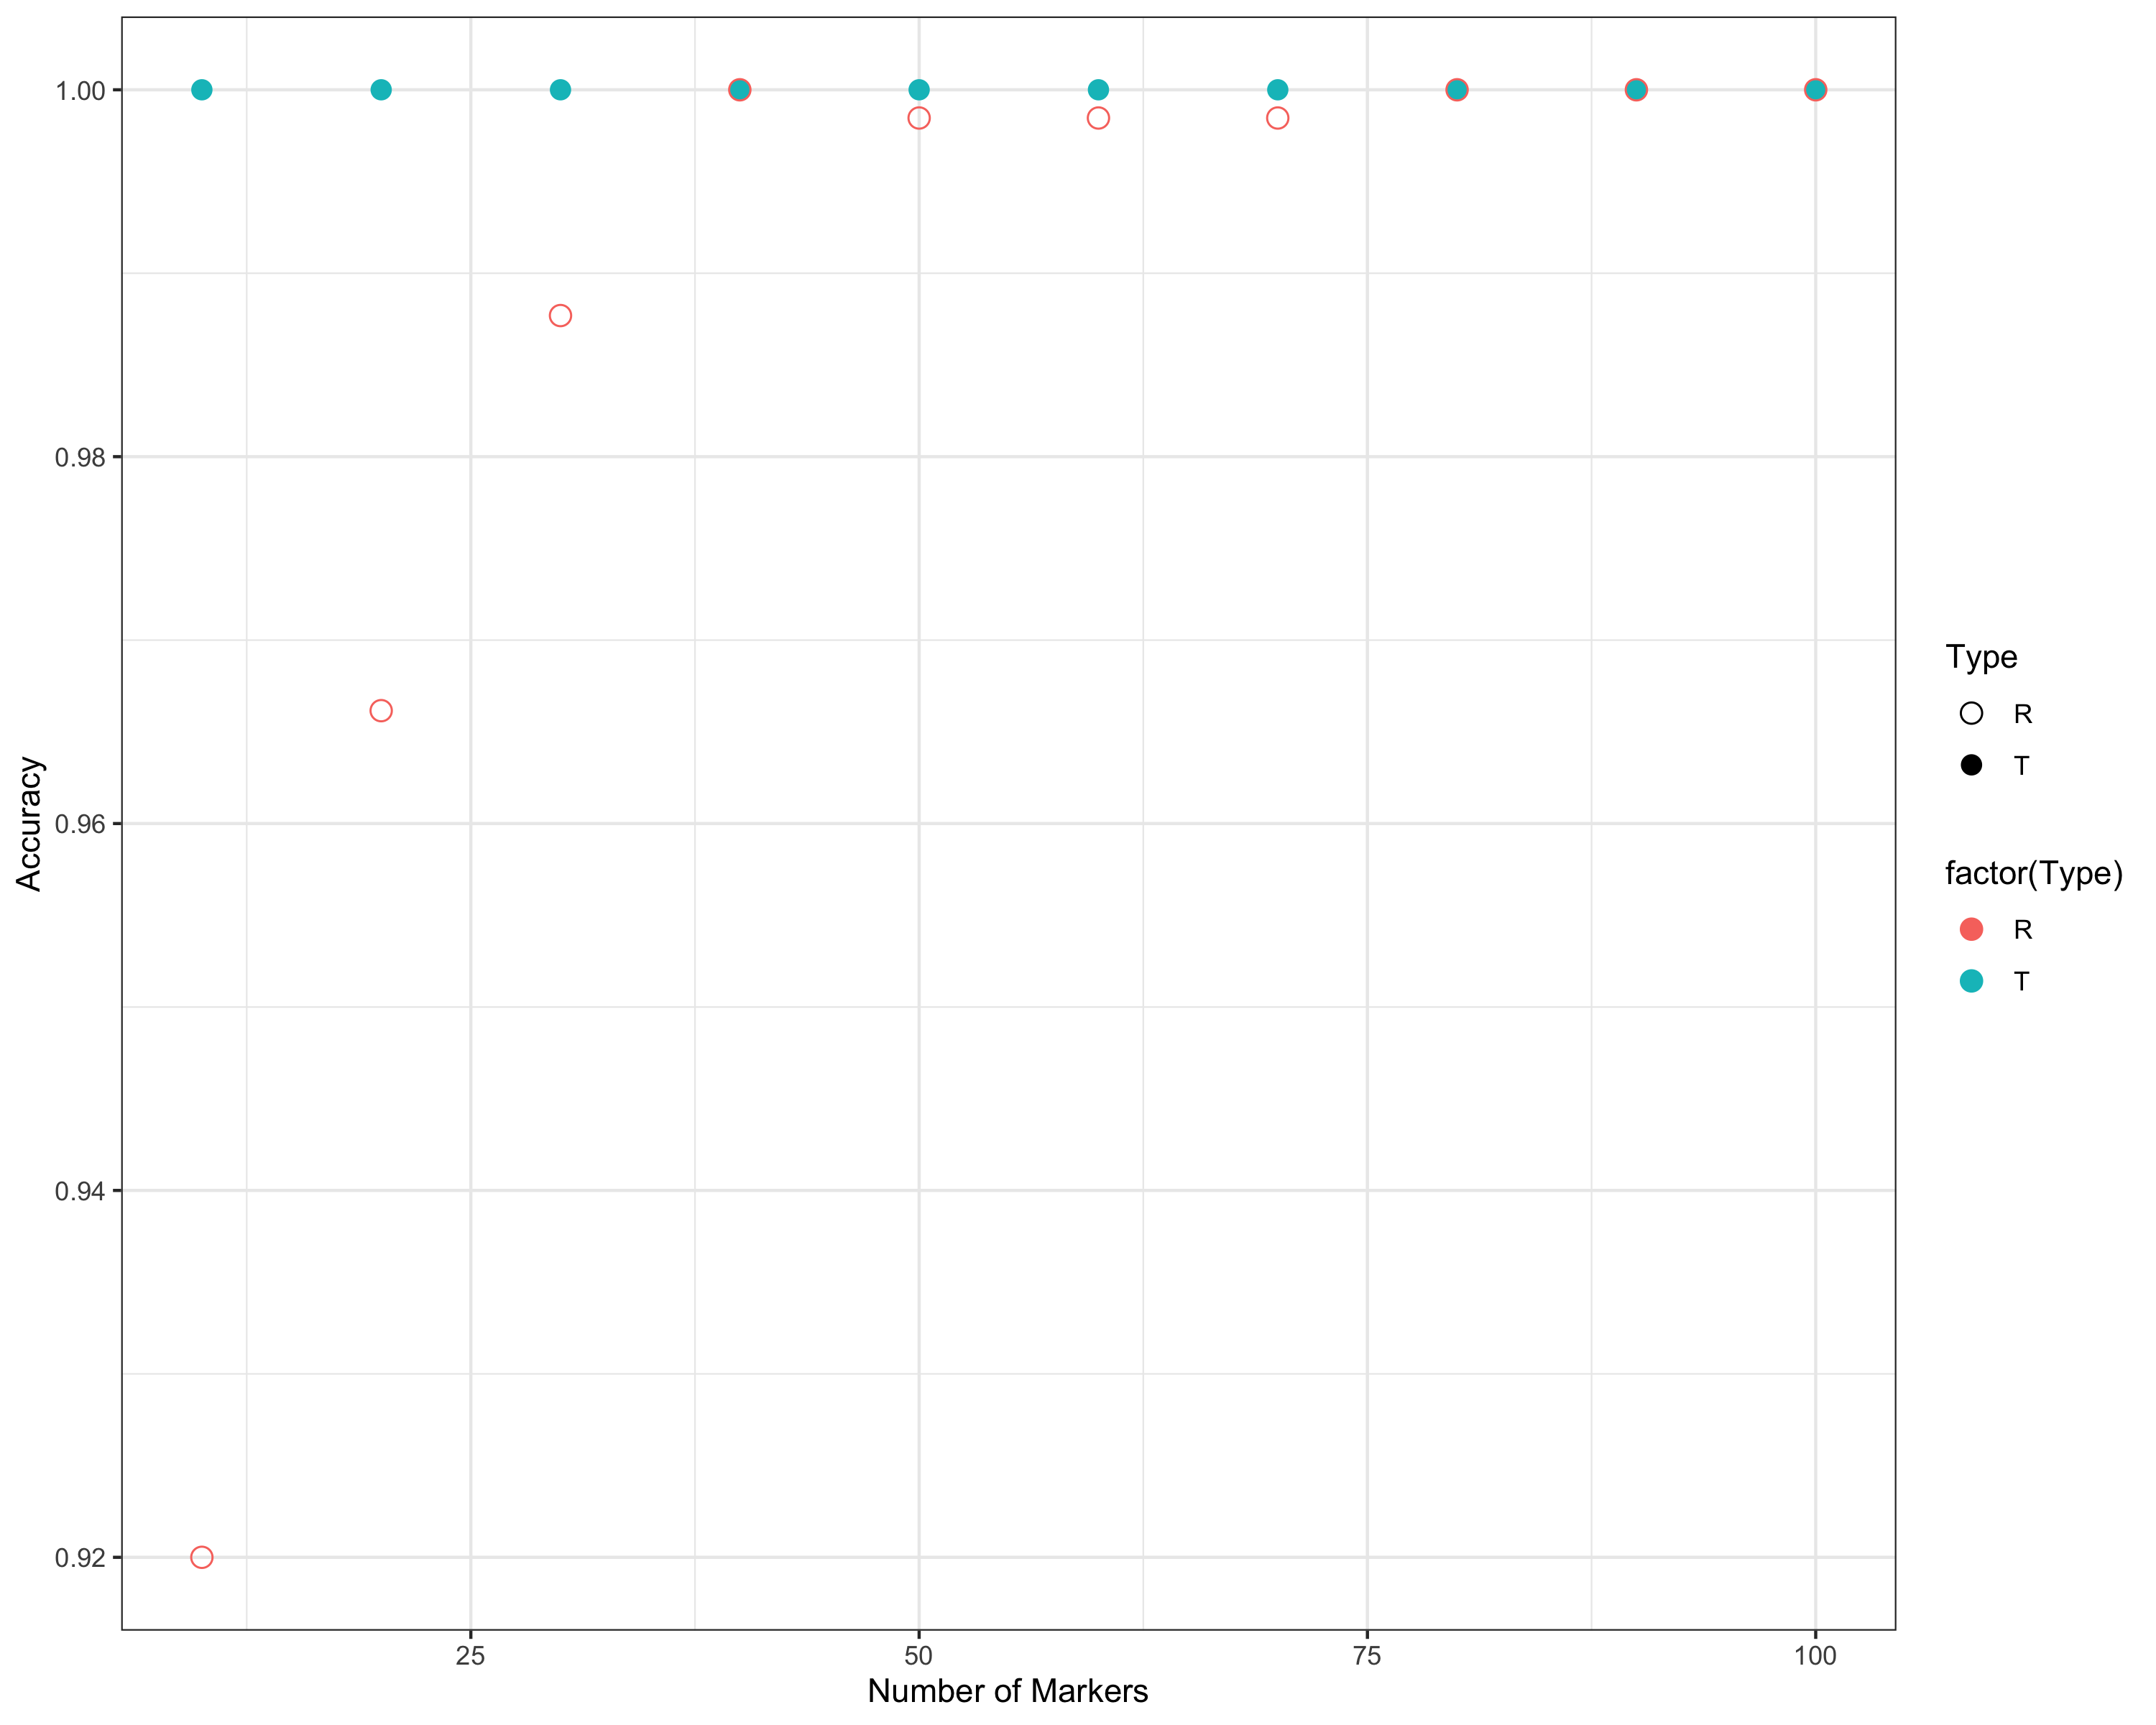 1.00
0.98
0.96
0.94
0.92
Accuracy
25
50
75
100
Number of Markers
Type
R
T
factor(Type)
R
T